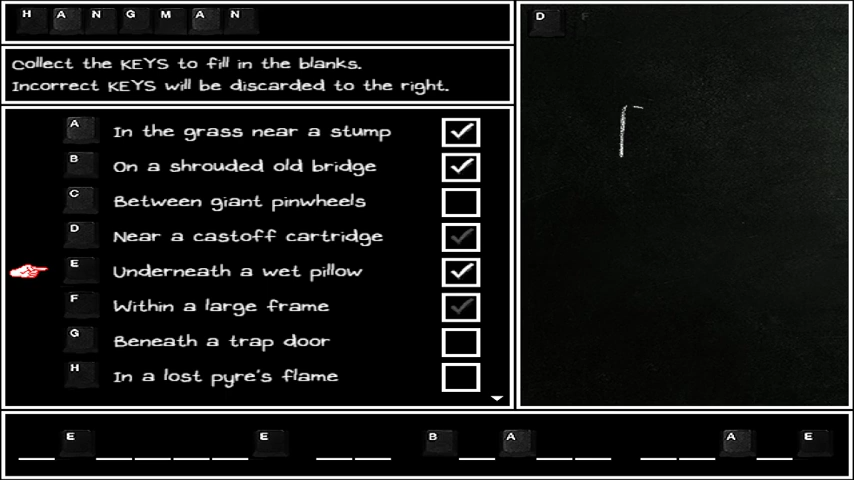 H A N G M A N
Collect the KEYS to fill in the blanks.
Incorrect KEYS will be discarded to the right.
A In the grass near a stump
B On a shrouded old bridge
C Between giant pinwheels
D Near a castoff cartridge
E Underneath a wet pillow
F Within a large frame
G Beneath a trap door
H In a lost pyre's flame
D F
E E B A A E